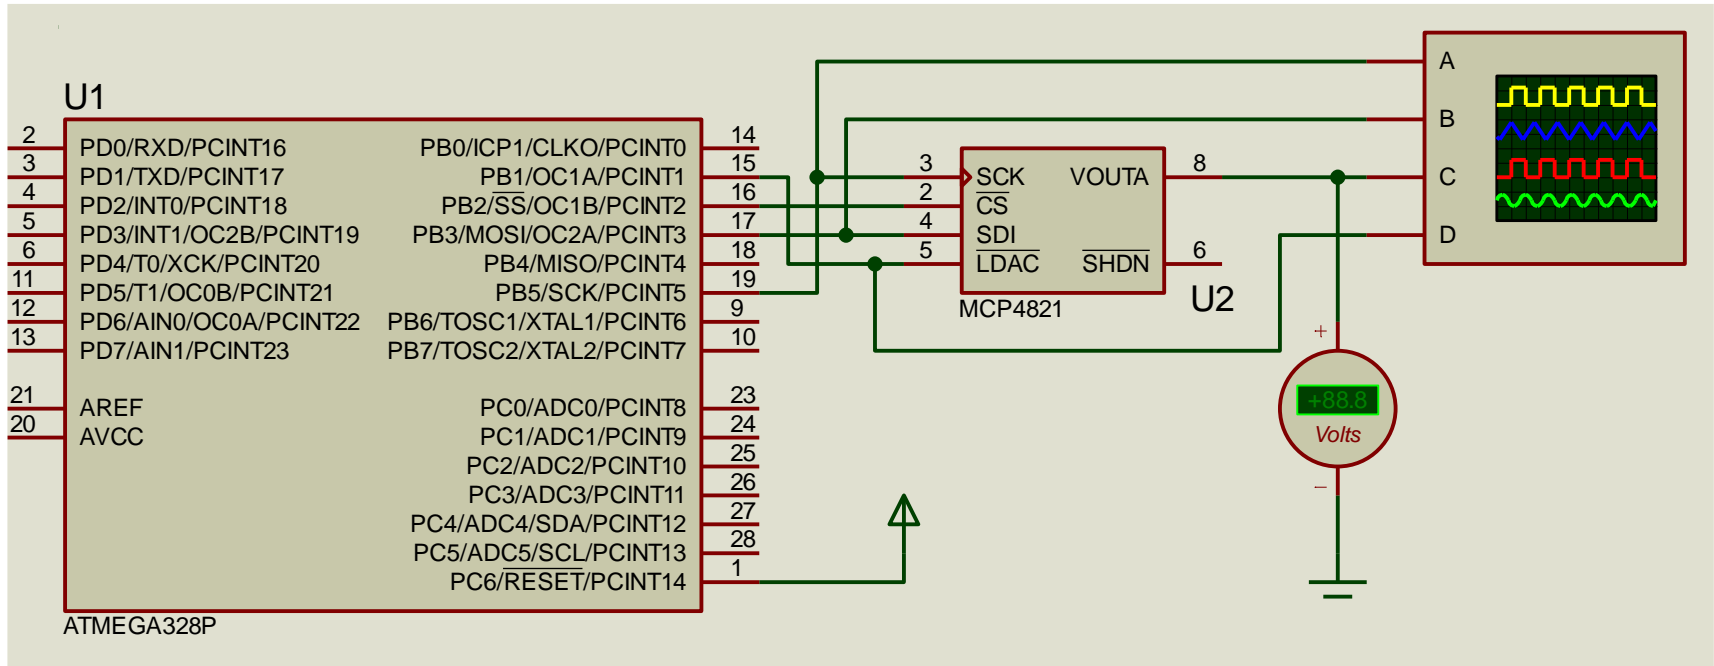 U1
2 PD0/RXD/PCINT16 PB0/ICP1/CLKO/PCINT0 14
3 PD1/TXD/PCINT17 PB1/OC1A/PCINT1 15
4 PD2/INT0/PCINT18 PB2/SS/OC1B/PCINT2 16
5 PD3/INT1/OC2B/PCINT19 PB3/MOSI/OC2A/PCINT3 17
6 PD4/T0/XCK/PCINT20 PB4/MISO/PCINT4 18
11 PD5/T1/OC0B/PCINT21 PB5/SCK/PCINT5 19
12 PD6/AIN0/OC0A/PCINT22 PB6/TOSC1/XTAL1/PCINT6 9
13 PD7/AIN1/PCINT23 PB7/TOSC2/XTAL2/PCINT7 10
21 AREF PC0/ADC0/PCINT8 23
20 AVCC PC1/ADC1/PCINT9 24
PC2/ADC2/PCINT10 25
PC3/ADC3/PCINT11 26
PC4/ADC4/SDA/PCINT12 27
PC5/ADC5/SCL/PCINT13 28
PC6/RESET/PCINT14 1
ATMEGA328P
3 SCK VOUTA 8
2 CS
4 SDI
5 LDAC SHDN 6
MCP4821
U2
A
B
C
D
+
+88.8
Volts
−